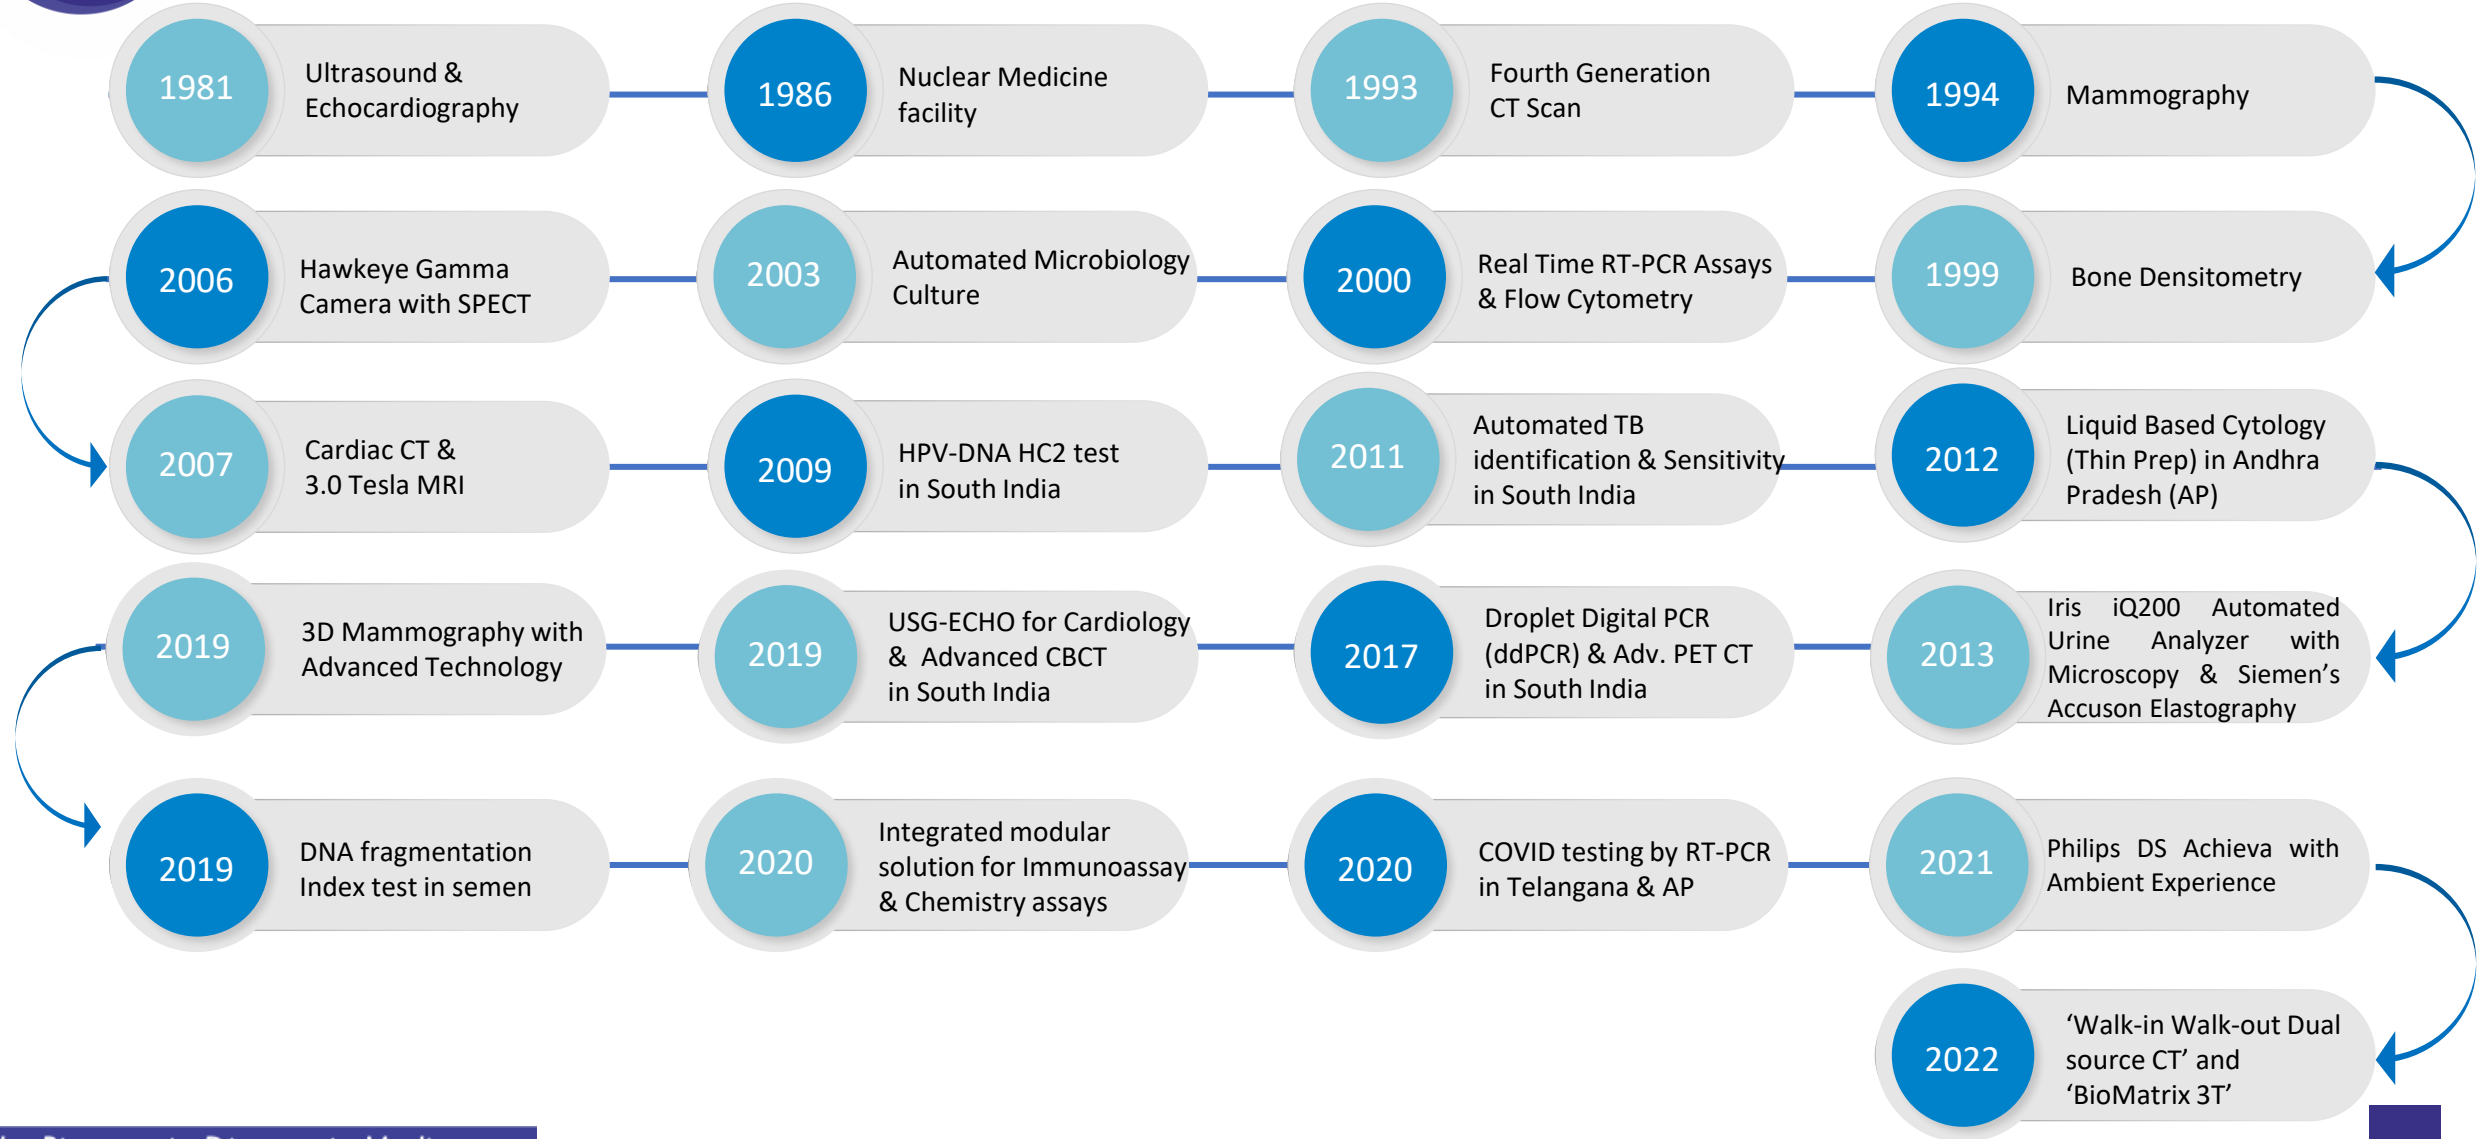 1981
Ultrasound &
Echocardiography
1986
Nuclear Medicine
facility
1993
Fourth Generation
CT Scan
1994
Mammography
2006
Hawkeye Gamma
Camera with SPECT
2003
Automated Microbiology
Culture
2000
Real Time RT-PCR Assays
& Flow Cytometry
1999
Bone Densitometry
2007
Cardiac CT &
3.0 Tesla MRI
2009
HPV-DNA HC2 test
in South India
2011
Automated TB
identification & Sensitivity
in South India
2012
Liquid Based Cytology
(Thin Prep) in Andhra
Pradesh (AP)
2019
3D Mammography with
Advanced Technology
2019
USG-ECHO for Cardiology
& Advanced CBCT
in South India
2017
Droplet Digital PCR
(ddPCR) & Adv. PET CT
in South India
2013
Iris iQ200 Automated
Urine Analyzer with
Microscopy & Siemen’s
Accuson Elastography
2019
DNA fragmentation
Index test in semen
2020
Integrated modular
solution for Immunoassay
& Chemistry assays
2020
COVID testing by RT-PCR
in Telangana & AP
2021
Philips DS Achieva with
Ambient Experience
2022
‘Walk-in Walk-out Dual
source CT’ and
‘BioMatrix 3T’